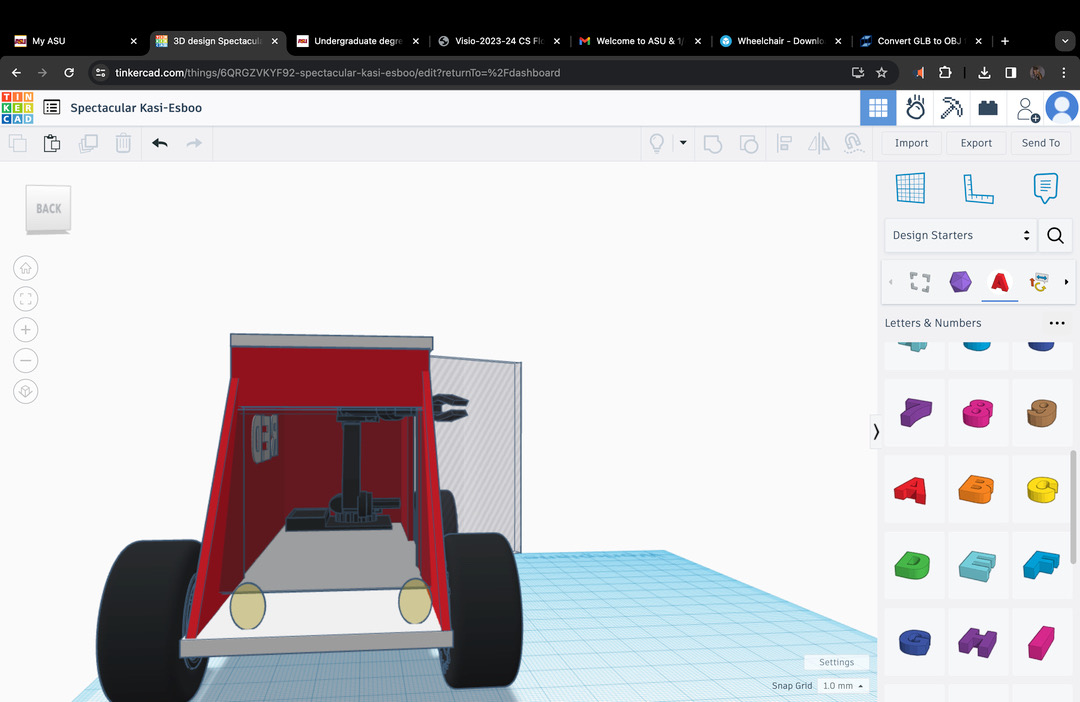 My ASU
3D design Spectacula
Undergraduate degre
Visio-2023-24 CS Fl
Welcome to ASU & 1/
Wheelchair - Downlo
Convert GLB to OBJ
tinkercad.com/things/6QRGZVKYF92-spectacular-kasi-esboo/edit?returnTo=%2Fdashboard
TIN
KER
CAD
Spectacular Kasi-Esboo
Import
Export
Send To
BACK
Design Starters
Letters & Numbers
Settings
Snap Grid
1.0 mm